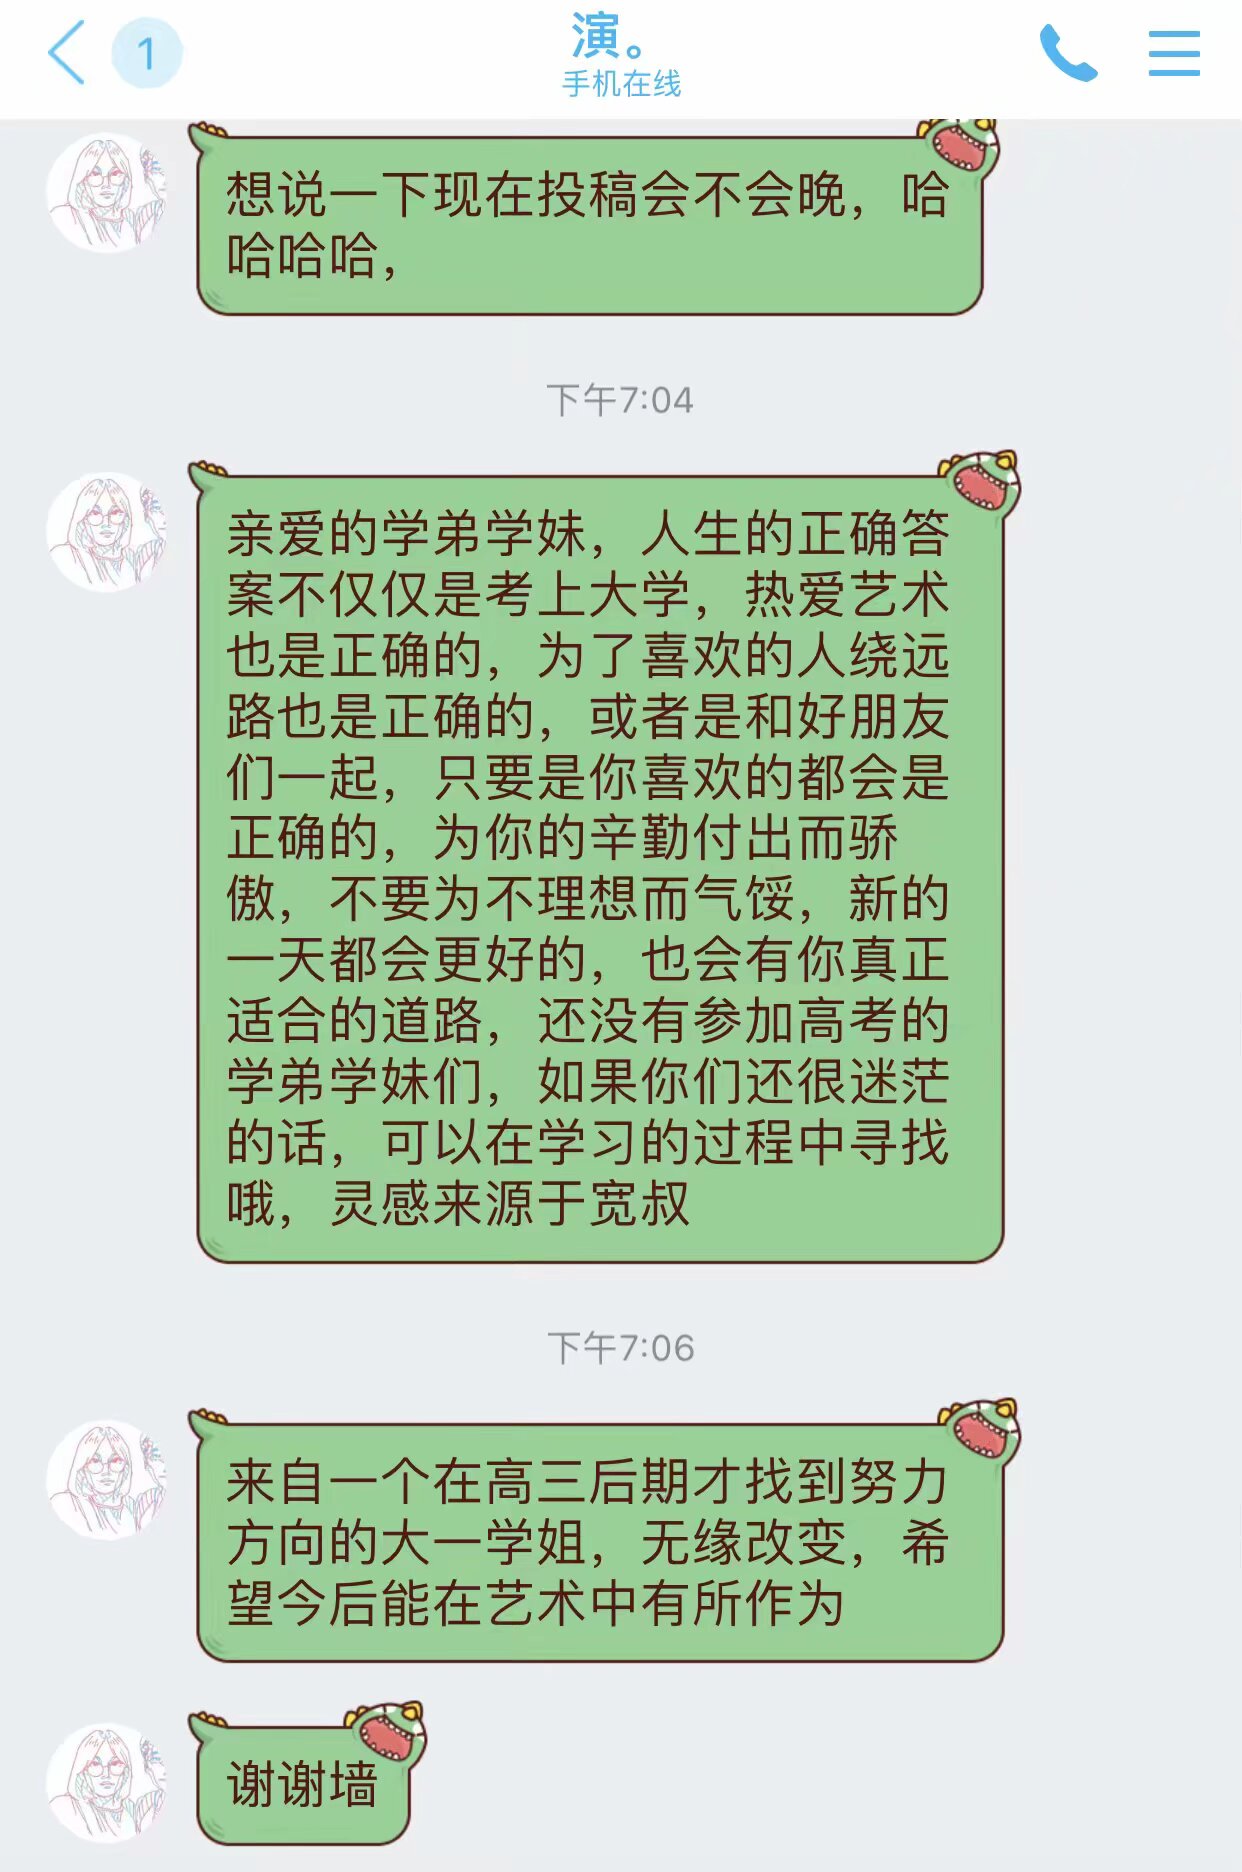 1
演。
手机在线
想说一下现在投稿会不会晚，哈
哈哈哈，
下午7:04
亲爱的学弟学妹，人生的正确答
案不仅仅是考上大学，热爱艺术
也是正确的，为了喜欢的人绕远
路也是正确的，或者是和好朋友
们一起，只要是你喜欢的都会是
正确的，为你的辛勤付出而骄
傲，不要为不理想而气馁，新的
一天都会更好的，也会有你真正
适合的道路，还没有参加高考的
学弟学妹们，如果你们还很迷茫
的话，可以在学习的过程中寻找
哦，灵感来源于宽叔
下午7:06
来自一个在高三后期才找到努力
方向的大一学姐，无缘改变，希
望今后能在艺术中有所作为
谢谢墙